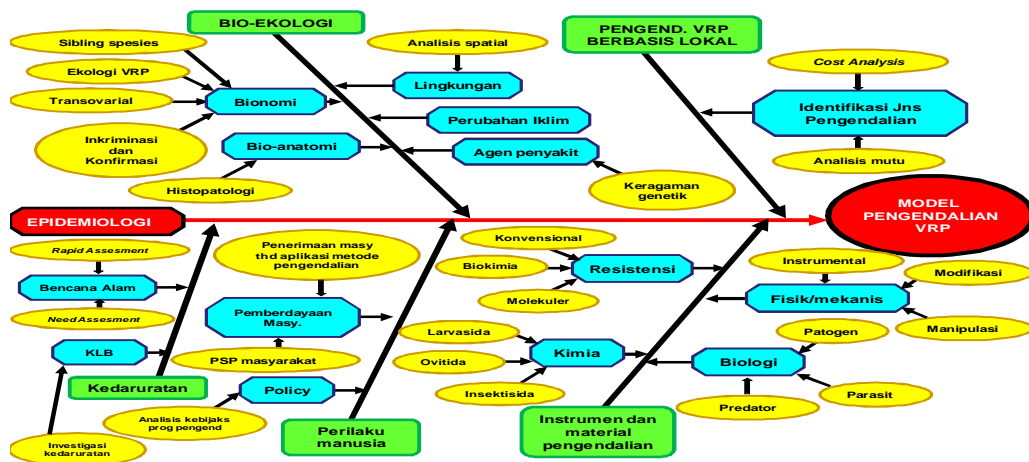 BIO-EKOLOGI
PENGEND. VRP
BERBASIS LOKAL
Sibling spesies
Ekologi VRP
Transovarial
Inkriminasi
dan
Konfirmasi
Bionomi
Analisis spatial
Lingkungan
Perubahan Iklim
Bio-anatomi
Agen penyakit
Histopatologi
Keragaman
genetik
Cost Analysis
Identifikasi Jns
Pengendalian
Analisis mutu
EPIDEMIOLOGI
MODEL
PENGENDALIAN
VRP
Rapid Assesment
Bencana Alam
Need Assesment
KLB
Kedaruratan
Investigasi
kedaruratan
Penerimaan masy
thd aplikasi metode
pengendalian
Pemberdayaan
Masy.
PSP masyarakat
Policy
Analisis kebijaks
prog pengend
Perilaku
manusia
Konvensional
Biokimia
Molekuler
Resistensi
Larvasida
Ovitida
Insektisida
Kimia
Instrumen dan
material
pengendalian
Instrumental
Modifikasi
Fisik/mekanis
Manipulasi
Patogen
Biologi
Predator
Parasit